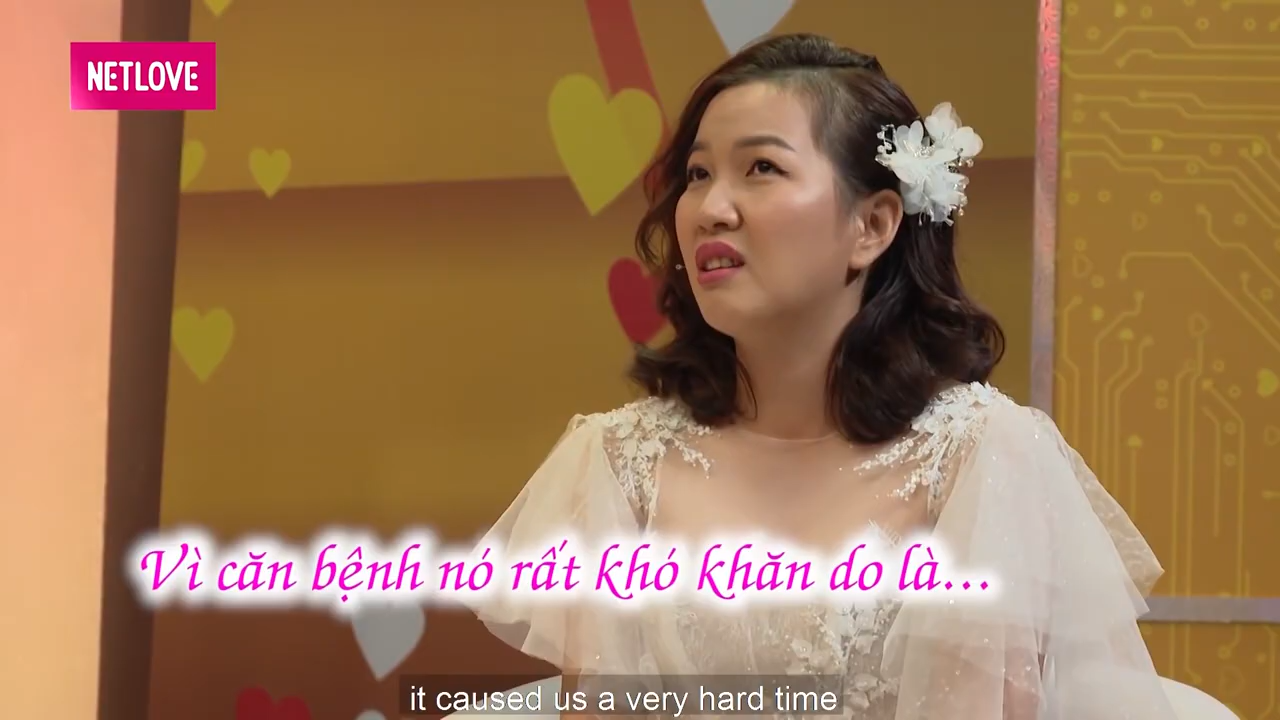 NETLOVE
Vì căn bệnh nó rất khó khăn do là...
it caused us a very hard time